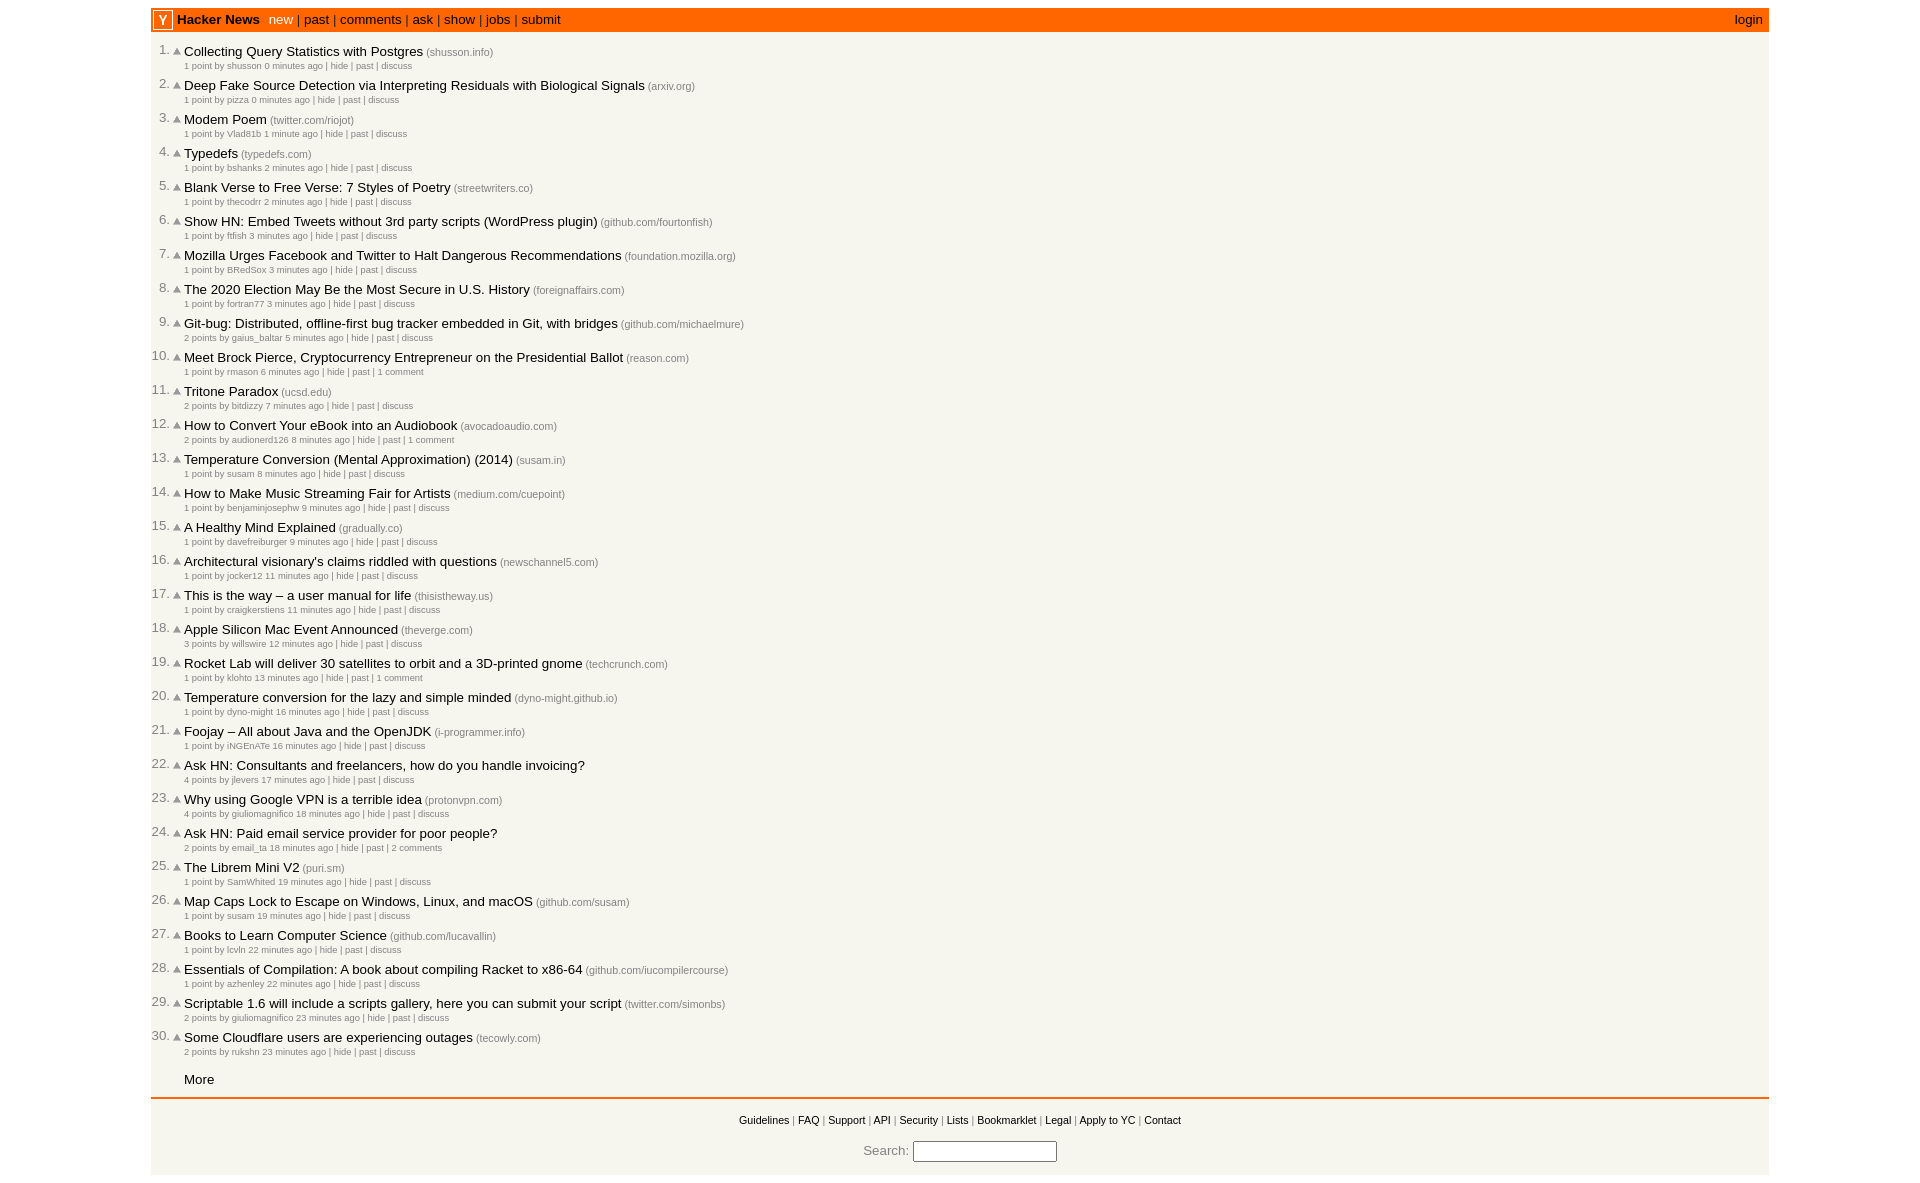 Y Hacker News new | past | comments | ask | show | jobs | submit login
1. Collecting Query Statistics with Postgres (shusson.info)
1 point by shusson 0 minutes ago | hide | past | discuss
2. Deep Fake Source Detection via Interpreting Residuals with Biological Signals (arxiv.org)
1 point by pizza 0 minutes ago | hide | past | discuss
3. Modem Poem (twitter.com/riojot)
1 point by Vlad81b 1 minute ago | hide | past | discuss
4. Typedefs (typedefs.com)
1 point by bshanks 2 minutes ago | hide | past | discuss
5. Blank Verse to Free Verse: 7 Styles of Poetry (streetwriters.co)
1 point by thecodrr 2 minutes ago | hide | past | discuss
6. Show HN: Embed Tweets without 3rd party scripts (WordPress plugin) (github.com/fourtonfish)
1 point by ftfish 3 minutes ago | hide | past | discuss
7. Mozilla Urges Facebook and Twitter to Halt Dangerous Recommendations (foundation.mozilla.org)
1 point by BRedSox 3 minutes ago | hide | past | discuss
8. The 2020 Election May Be the Most Secure in U.S. History (foreignaffairs.com)
1 point by fortran77 3 minutes ago | hide | past | discuss
9. Git-bug: Distributed, offline-first bug tracker embedded in Git, with bridges (github.com/michaelmure)
2 points by gaius_baltar 5 minutes ago | hide | past | discuss
10. Meet Brock Pierce, Cryptocurrency Entrepreneur on the Presidential Ballot (reason.com)
1 point by rmason 6 minutes ago | hide | past | 1 comment
11. Tritone Paradox (ucsd.edu)
2 points by bitdizzy 7 minutes ago | hide | past | discuss
12. How to Convert Your eBook into an Audiobook (avocadoaudio.com)
2 points by audionerd126 8 minutes ago | hide | past | 1 comment
13. Temperature Conversion (Mental Approximation) (2014) (susam.in)
1 point by susam 8 minutes ago | hide | past | discuss
14. How to Make Music Streaming Fair for Artists (medium.com/cuepoint)
1 point by benjaminjosephw 9 minutes ago | hide | past | discuss
15. A Healthy Mind Explained (gradually.co)
1 point by davefreiburger 9 minutes ago | hide | past | discuss
16. Architectural visionary's claims riddled with questions (newschannel5.com)
1 point by jocker12 11 minutes ago | hide | past | discuss
17. This is the way – a user manual for life (thisistheway.us)
1 point by craigkerstiens 11 minutes ago | hide | past | discuss
18. Apple Silicon Mac Event Announced (theverge.com)
3 points by willswire 12 minutes ago | hide | past | discuss
19. Rocket Lab will deliver 30 satellites to orbit and a 3D-printed gnome (techcrunch.com)
1 point by klohto 13 minutes ago | hide | past | 1 comment
20. Temperature conversion for the lazy and simple minded (dyno-might.github.io)
1 point by dyno-might 16 minutes ago | hide | past | discuss
21. Foojay – All about Java and the OpenJDK (i-programmer.info)
1 point by iNGEnATe 16 minutes ago | hide | past | discuss
22. Ask HN: Consultants and freelancers, how do you handle invoicing?
4 points by jlevers 17 minutes ago | hide | past | discuss
23. Why using Google VPN is a terrible idea (protonvpn.com)
4 points by giuliomagnifico 18 minutes ago | hide | past | discuss
24. Ask HN: Paid email service provider for poor people?
2 points by email_ta 18 minutes ago | hide | past | 2 comments
25. The Librem Mini V2 (puri.sm)
1 point by SamWhited 19 minutes ago | hide | past | discuss
26. Map Caps Lock to Escape on Windows, Linux, and macOS (github.com/susam)
1 point by susam 19 minutes ago | hide | past | discuss
27. Books to Learn Computer Science (github.com/lucavallin)
1 point by lcvln 22 minutes ago | hide | past | discuss
28. Essentials of Compilation: A book about compiling Racket to x86-64 (github.com/iucompilercourse)
1 point by azhenley 22 minutes ago | hide | past | discuss
29. Scriptable 1.6 will include a scripts gallery, here you can submit your script (twitter.com/simonbs)
2 points by giuliomagnifico 23 minutes ago | hide | past | discuss
30. Some Cloudflare users are experiencing outages (tecowly.com)
2 points by rukshn 23 minutes ago | hide | past | discuss
More
Guidelines | FAQ | Support | API | Security | Lists | Bookmarklet | Legal | Apply to YC | Contact
Search: